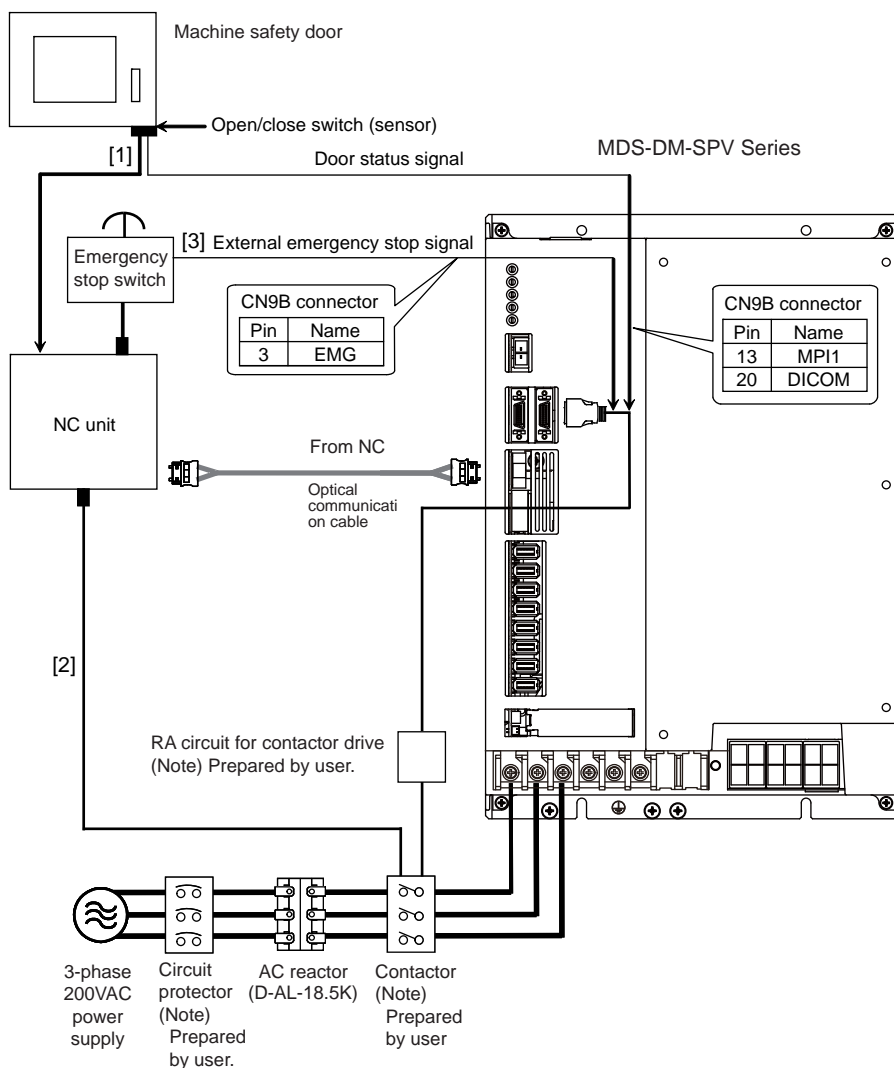 Machine safety door
Open/close switch (sensor)
[1]
Door status signal
MDS-DM-SPV Series
[3] External emergency stop signal
Emergency
stop switch
CN9B connector
Pin Name
3 EMG
CN9B connector
Pin Name
13 MPI1
20 DICOM
NC unit
From NC
Optical
communicati
on cable
[2]
RA circuit for contactor drive
(Note) Prepared by user.
3-phase
200VAC
power
supply
Circuit
protector
(Note)
Prepared
by user.
AC reactor
(D-AL-18.5K)
Contactor
(Note)
Prepared
by user